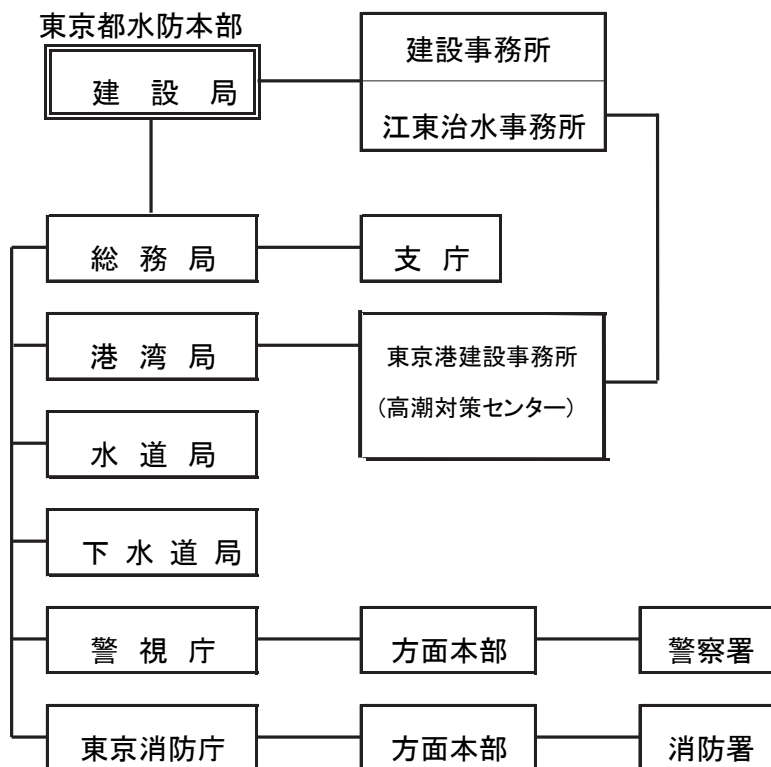 東京都水防本部
建設局
建設事務所
江東治水事務所
総務局
支庁
港湾局
東京港建設事務所
(高潮対策センター)
水道局
下水道局
警視庁
方面本部
警察署
東京消防庁
方面本部
消防署